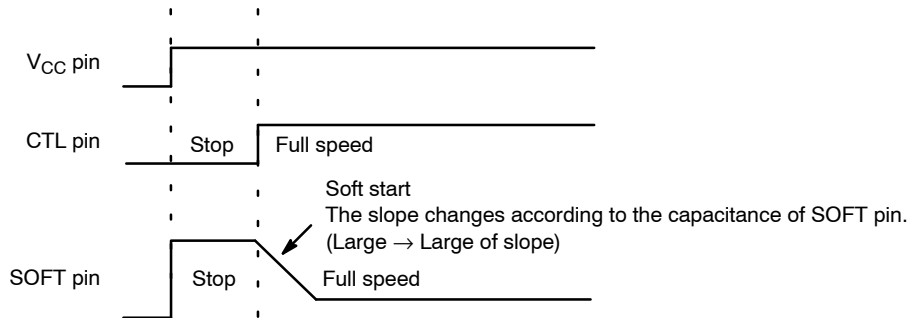 VCC pin
CTL pin
Stop
Full speed
Soft start
The slope changes according to the capacitance of SOFT pin.
(Large → Large of slope)
SOFT pin
Stop
Full speed